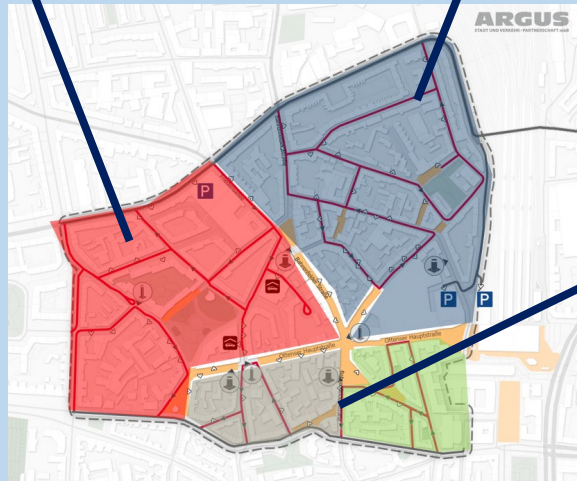 ARGUS
STADT UND VERKEHR • PARTNERSCHAFT mbB
P
P
P
Ottenser Hauptstraße
Ottenser Hauptstraße